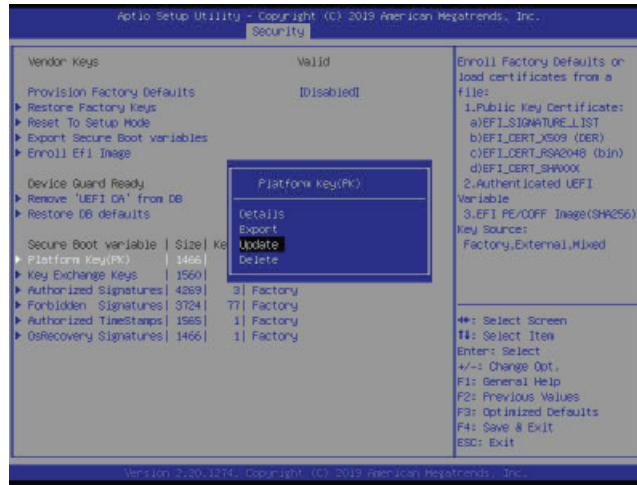 Aptio Setup Utility - Copyright (C) 2019 American Megatrends, Inc.
Security
Vendor Keys Valid
Provision Factory Defaults [Disabled]
Restore Factory Keys
Reset To Setup Mode
Export Secure Boot variables
Enroll Efi Image
Device Guard Ready
Remove 'UEFI CA' from DB
Restore DB defaults
Secure Boot variable | Size| Ke
Platform Key(PK) | 1466|
Key Exchange Keys | 1560|
Authorized Signatures| 4269| 3| Factory
Forbidden Signatures| 3724| 77| Factory
Authorized TimeStamps| 1565| 1| Factory
OsRecovery Signatures| 1466| 1| Factory
Platform Key(PK)
Details
Export
Update
Delete
Enroll Factory Defaults or
load certificates from a
file:
1.Public Key Certificate:
a)EFI_SIGNATURE_LIST
b)EFI_CERT_X509 (DER)
c)EFI_CERT_RSA2048 (bin)
d)EFI_CERT_SHAXXX
2.Authenticated UEFI
Variable
3.EFI PE/COFF Image(SHA256)
Key Source:
Factory,External,Mixed
↔: Select Screen
↑↓: Select Item
Enter: Select
+/-: Change Opt.
F1: General Help
F2: Previous Values
F3: Optimized Defaults
F4: Save & Exit
ESC: Exit
Version 2.20.1274. Copyright (C) 2019 American Megatrends, Inc.